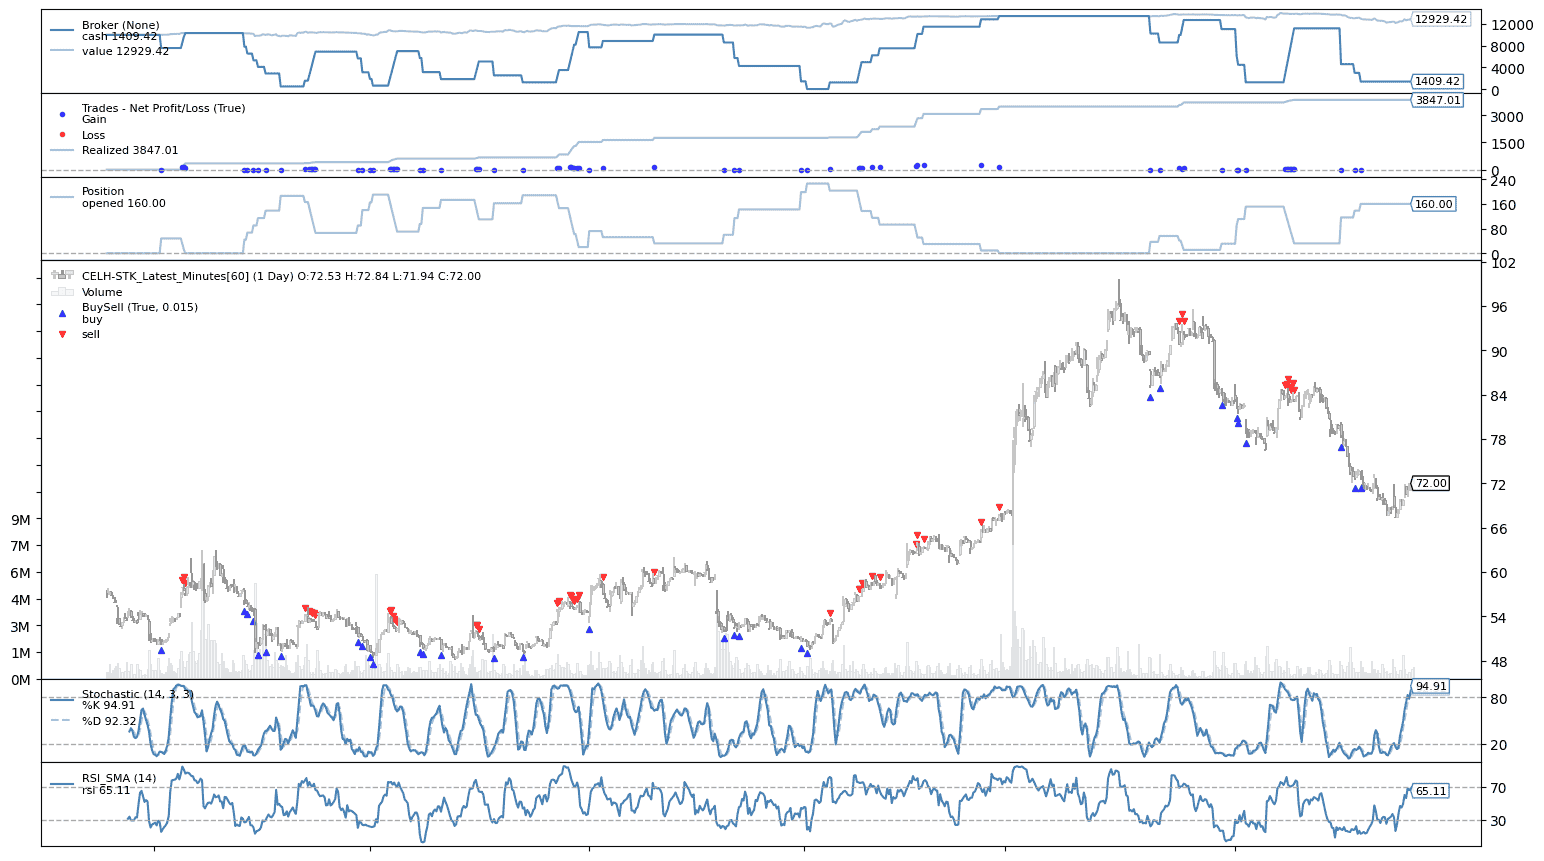 Broker (None)
cash 1409.42
value 12929.42
12929.42
12000
8000
4000
1409.42
0
Trades - Net Profit/Loss (True)
Gain
Loss
Realized 3847.01
3847.01
3000
1500
0
Position
opened 160.00
240
160.00
160
80
0
CELH-STK_Latest_Minutes[60] (1 Day) O:72.53 H:72.84 L:71.94 C:72.00
Volume
BuySell (True, 0.015)
buy
sell
102
96
90
84
78
72.00
72
66
60
54
48
9M
7M
6M
4M
3M
1M
0M
Stochastic (14, 3, 3)
%K 94.91
%D 92.32
94.91
80
20
RSI_SMA (14)
rsi 65.11
70
65.11
30